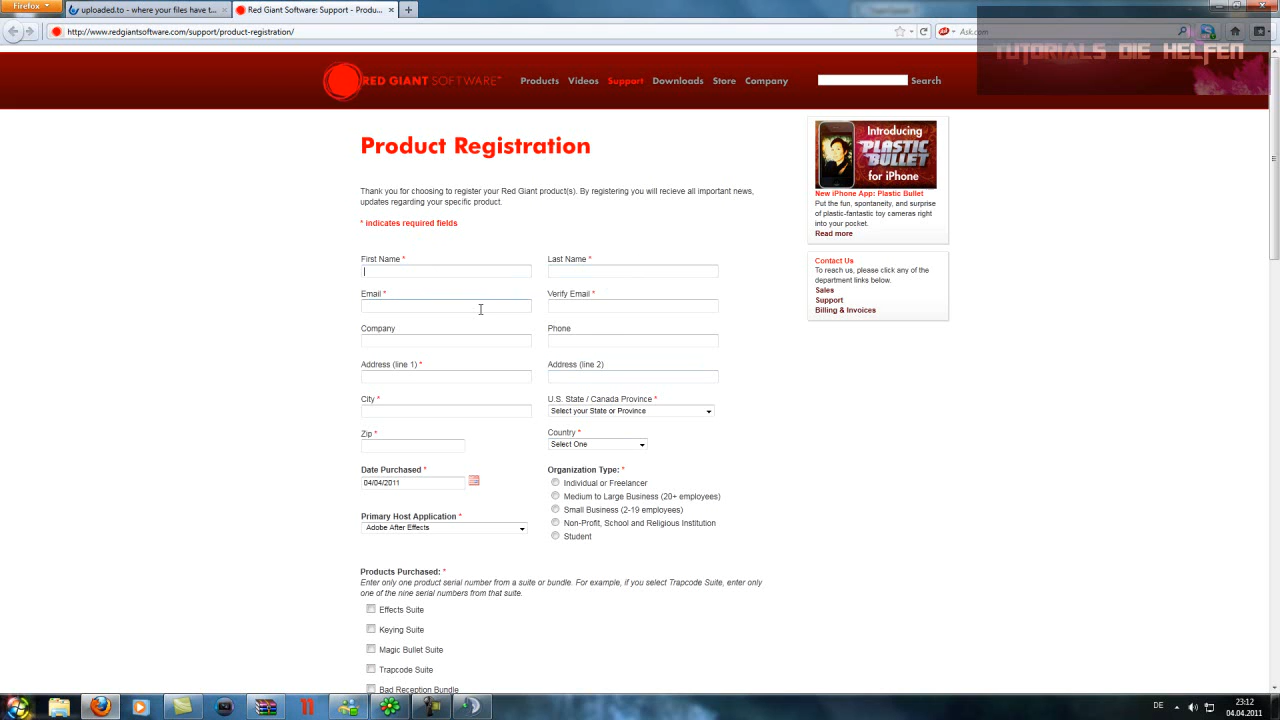 Firefox
uploaded.to - where your files have t...
Red Giant Software: Support - Product...
http://www.redgiantsoftware.com/support/product-registration/
Ask.com
TUTORIALS DIE HELFEN
RED GIANT SOFTWARE
Products Videos Support Downloads Store Company
Search
Product Registration
Thank you for choosing to register your Red Giant product(s). By registering you will recieve all important news,
updates regarding your specific product.
* indicates required fields
First Name *
Last Name *
Email *
Verify Email *
Company
Phone
Address (line 1) *
Address (line 2)
City *
U.S. State / Canada Province *
Select your State or Province
Zip *
Country *
Select One
Date Purchased *
04/04/2011
Organization Type: *
Individual or Freelancer
Medium to Large Business (20+ employees)
Small Business (2-19 employees)
Non-Profit, School and Religious Institution
Student
Primary Host Application *
Adobe After Effects
Products Purchased: *
Enter only one product serial number from a suite or bundle. For example, if you select Trapcode Suite, enter only
one of the nine serial numbers from that suite.
Effects Suite
Keying Suite
Magic Bullet Suite
Trapcode Suite
Bad Reception Bundle
Introducing
PLASTIC
BULLET
for iPhone
New iPhone App: Plastic Bullet
Put the fun, spontaneity, and surprise
of plastic-fantastic toy cameras right
into your pocket.
Read more
Contact Us
To reach us, please click any of the
department links below.
Sales
Support
Billing & Invoices
DE
23:12
04.04.2011